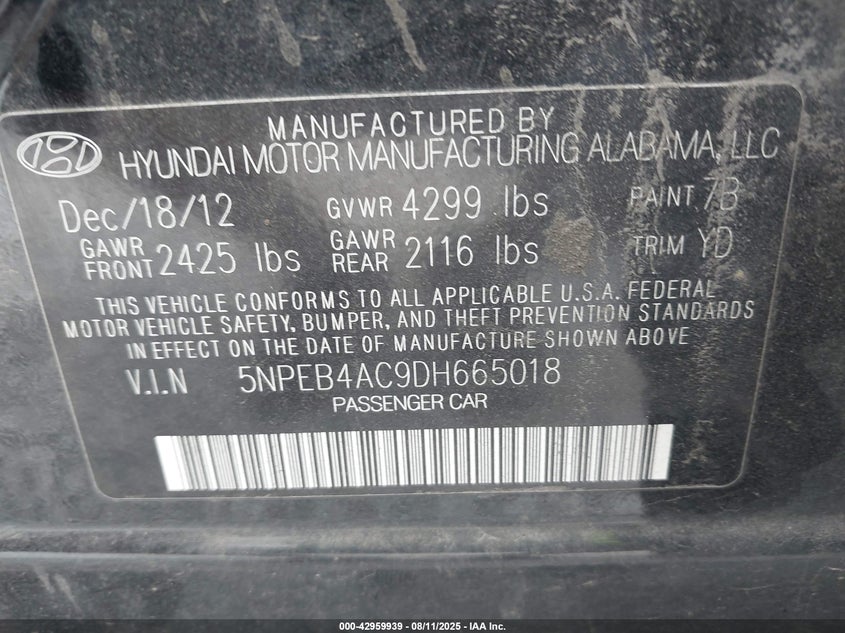 MANUFACTURED BY
HYUNDAI MOTOR MANUFACTURING ALABAMA, LLC
Dec/18/12 GVWR 4299 lbs PAINT 7B
GAWR FRONT 2425 lbs GAWR REAR 2116 lbs TRIM YD
THIS VEHICLE CONFORMS TO ALL APPLICABLE U.S.A. FEDERAL
MOTOR VEHICLE SAFETY, BUMPER, AND THEFT PREVENTION STANDARDS
IN EFFECT ON THE DATE OF MANUFACTURE SHOWN ABOVE
V.I.N 5NPEB4AC9DH665018
PASSENGER CAR
000-42959939 - 08/11/2025 - IAA Inc.